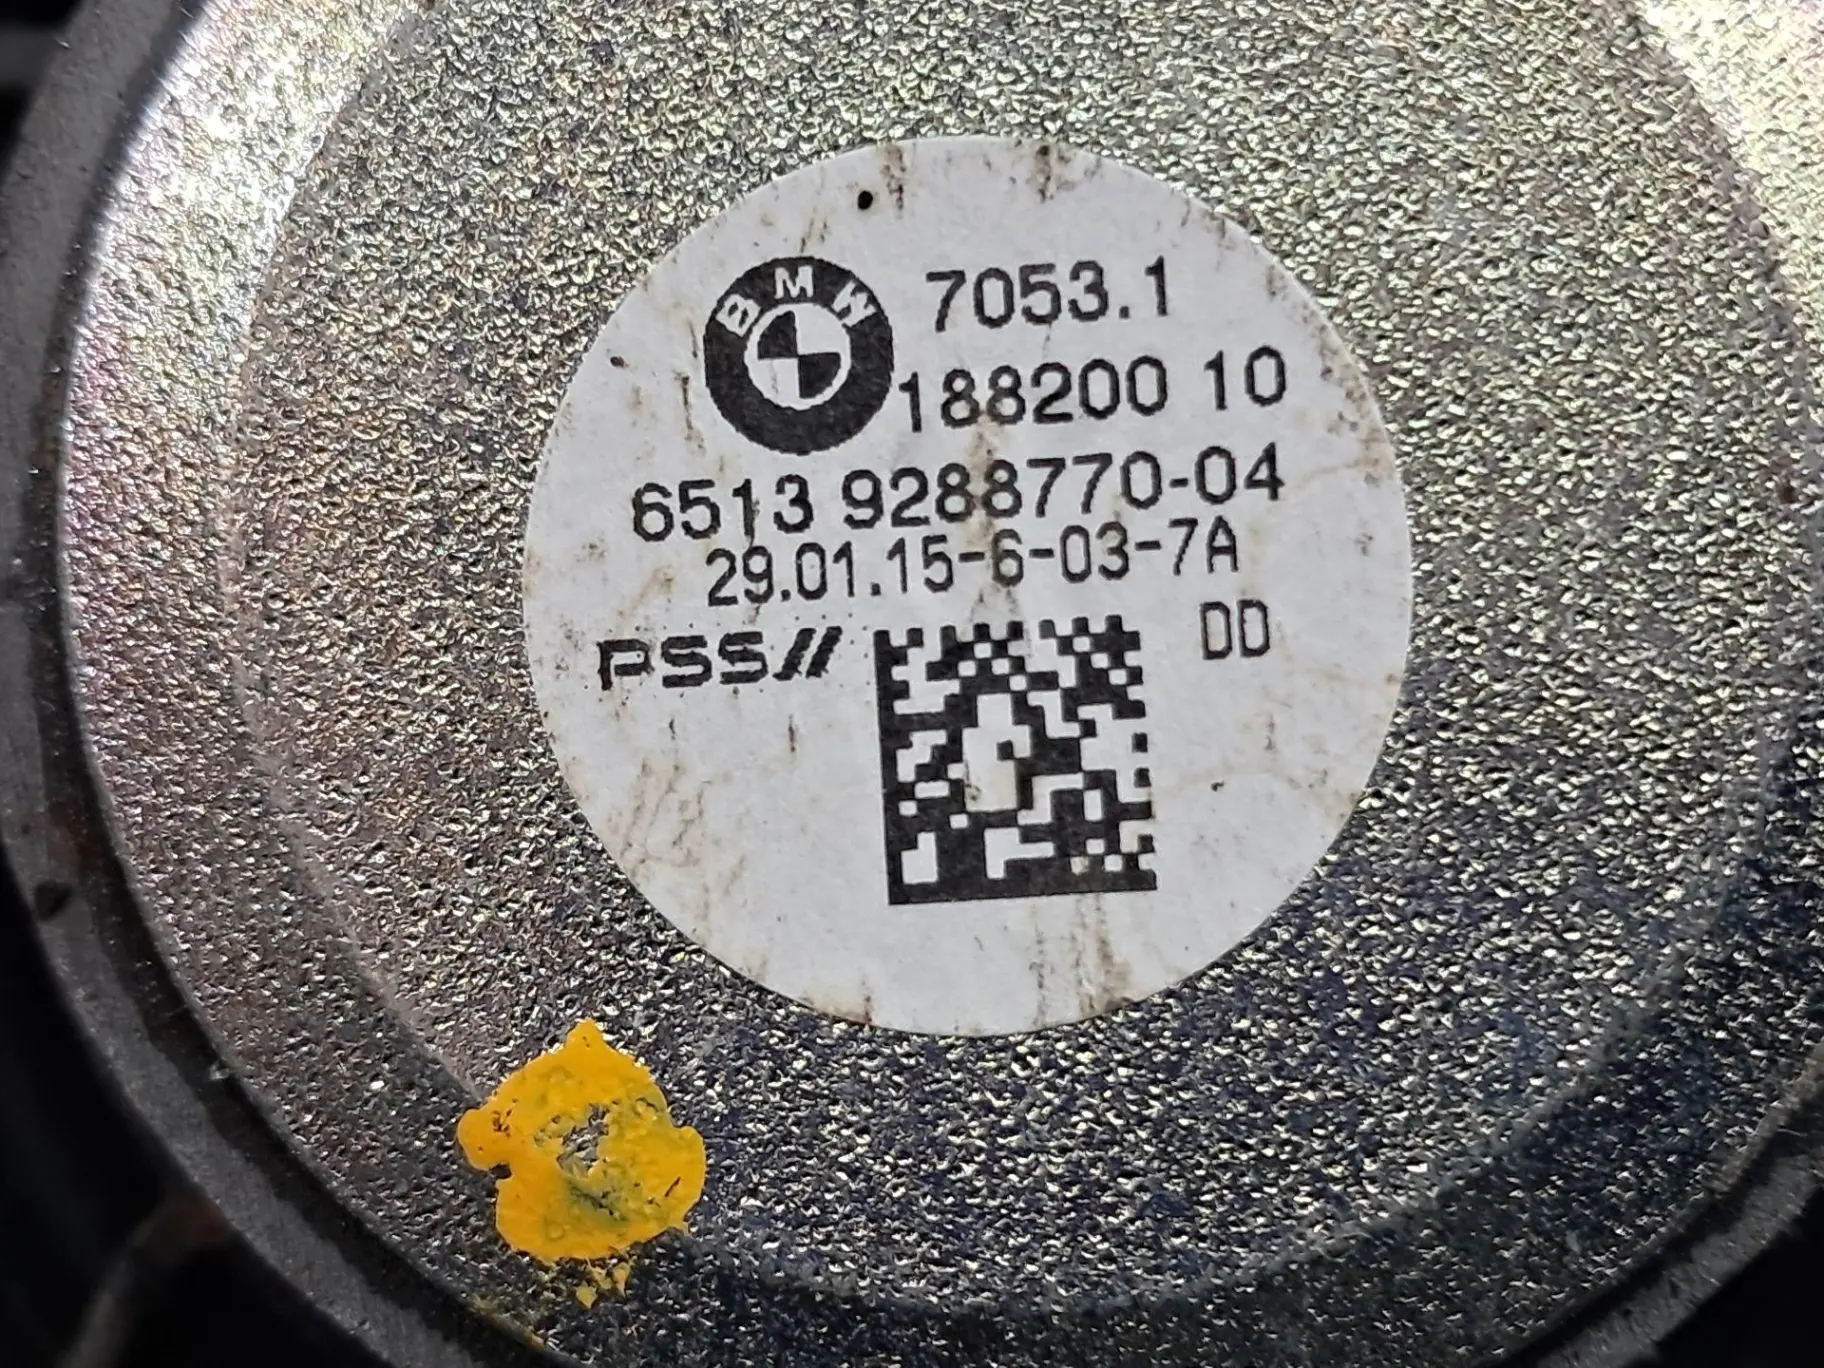 BMW 7053.1
188200 10
6513 9288770-04
29.01.15-6-03-7A
PSS// DD